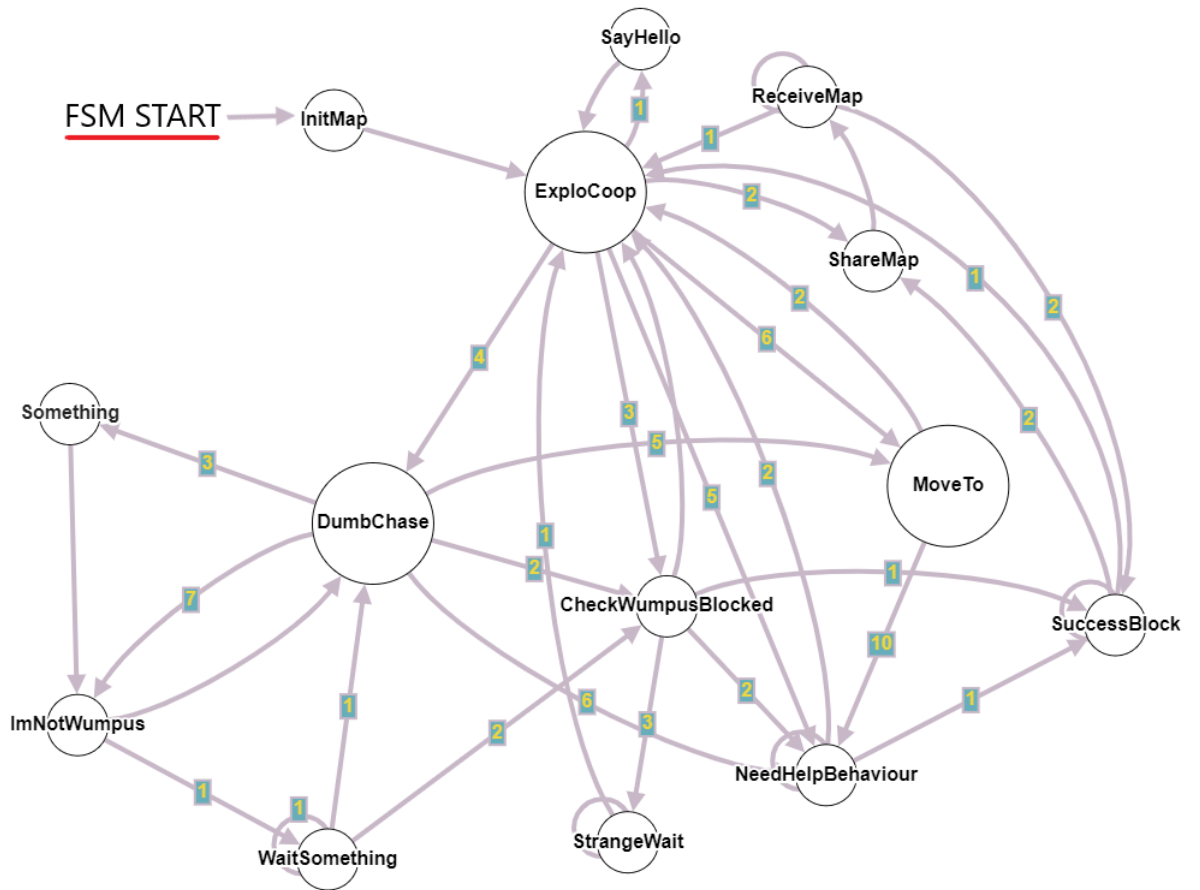 SayHello
ReceiveMap
FSM START
InitMap
1
1
ExploCoop
2
ShareMap
1
2
2
6
4
Something
3
2
5
3
2
5
MoveTo
DumbChase
2
1
1
CheckWumpusBlocked
7
SuccessBlock
10
2
1
6
1
ImNotWumpus
3
2
NeedHelpBehaviour
1
1
StrangeWait
WaitSomething